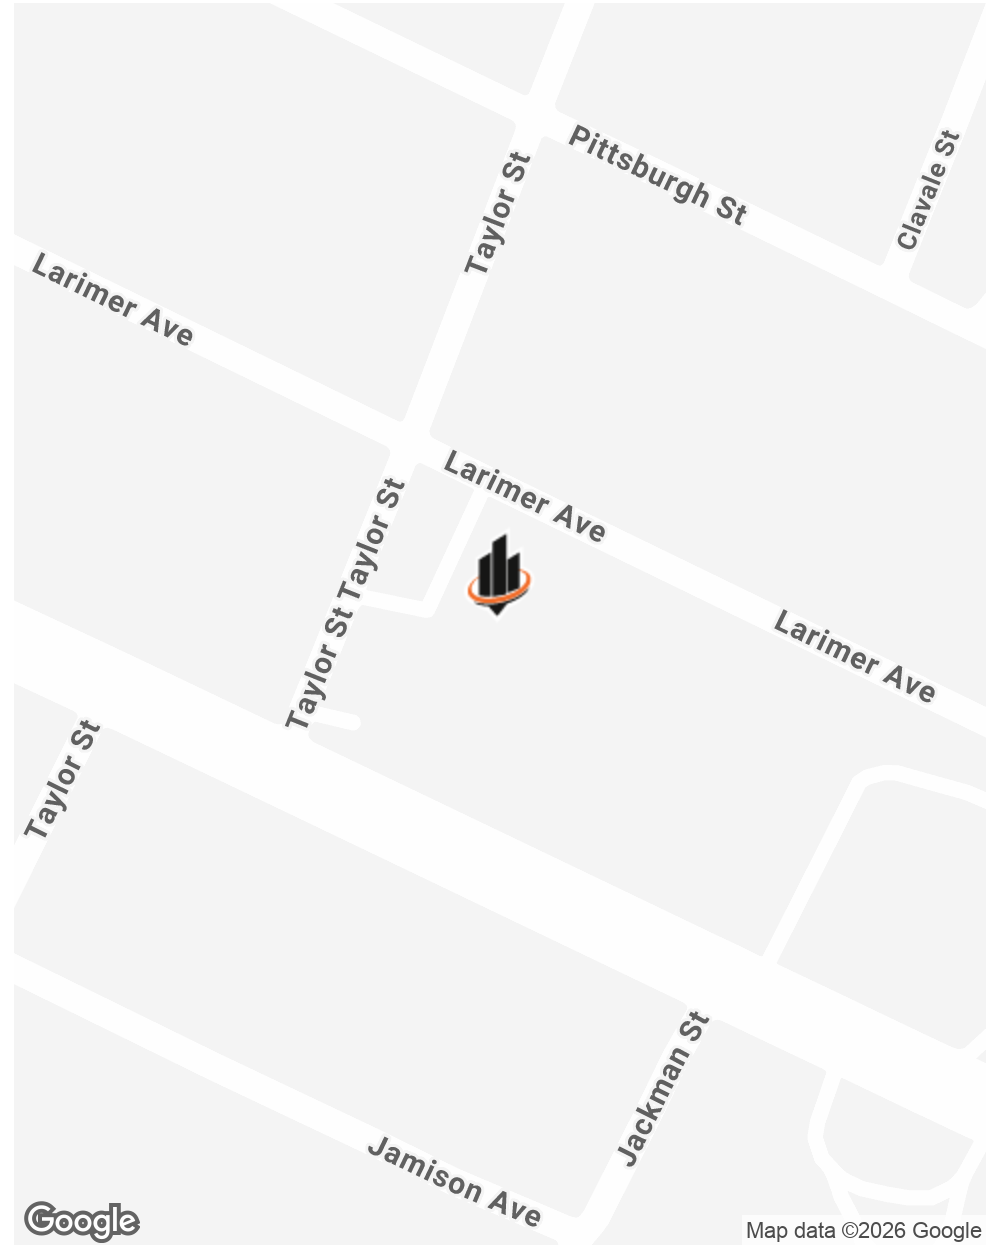 Pittsburgh St
Clavale St
Taylor St
Larimer Ave
Larimer Ave
Taylor St
Taylor St
Larimer Ave
Taylor St
Jackman St
Jamison Ave
Google
Map data ©2026 Google